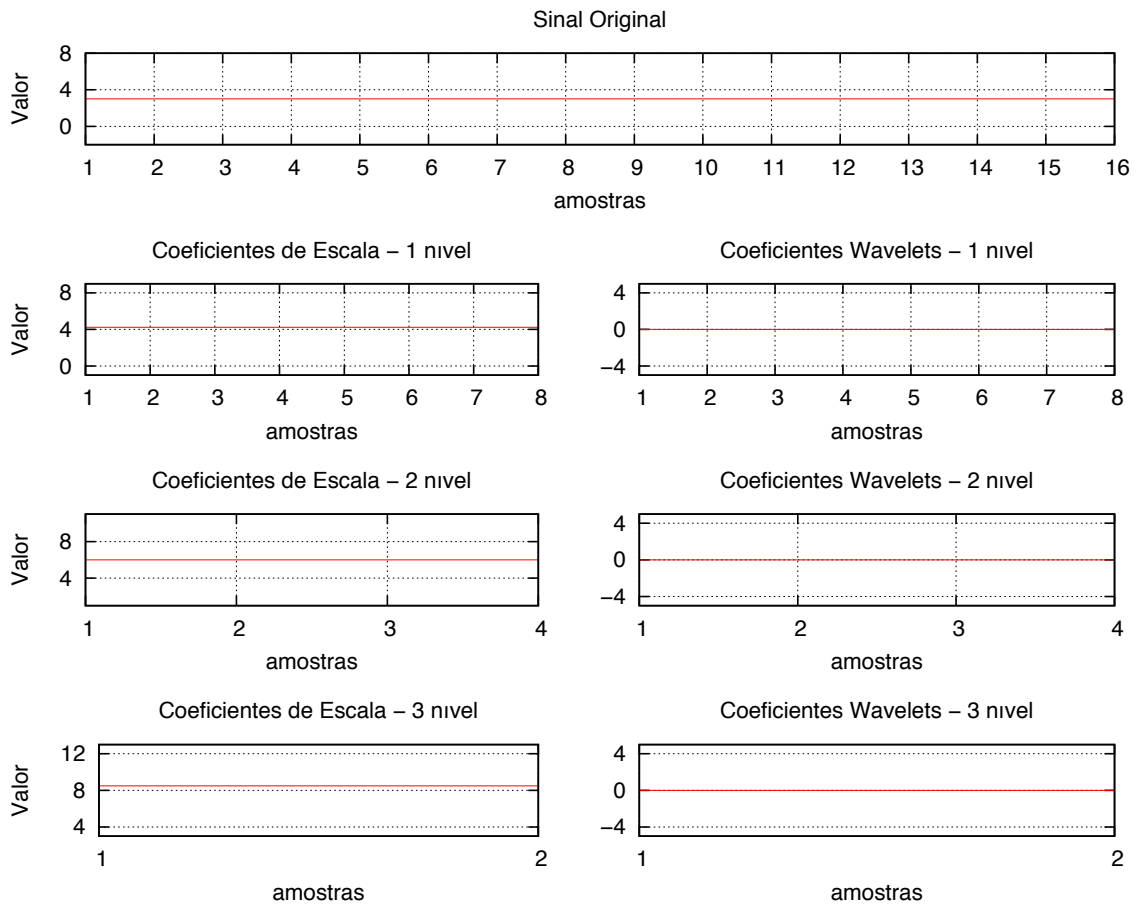 Sinal Original
Valor
8
4
0
1 2 3 4 5 6 7 8 9 10 11 12 13 14 15 16
amostras
Coeficientes de Escala – 1 nıvel
Valor
8
4
0
1 2 3 4 5 6 7 8
amostras
Coeficientes Wavelets – 1 nıvel
4
0
−4
1 2 3 4 5 6 7 8
amostras
Coeficientes de Escala – 2 nıvel
Valor
8
4
1 2 3 4
amostras
Coeficientes Wavelets – 2 nıvel
4
0
−4
1 2 3 4
amostras
Coeficientes de Escala – 3 nıvel
Valor
12
8
4
1 2
amostras
Coeficientes Wavelets – 3 nıvel
4
0
−4
1 2
amostras